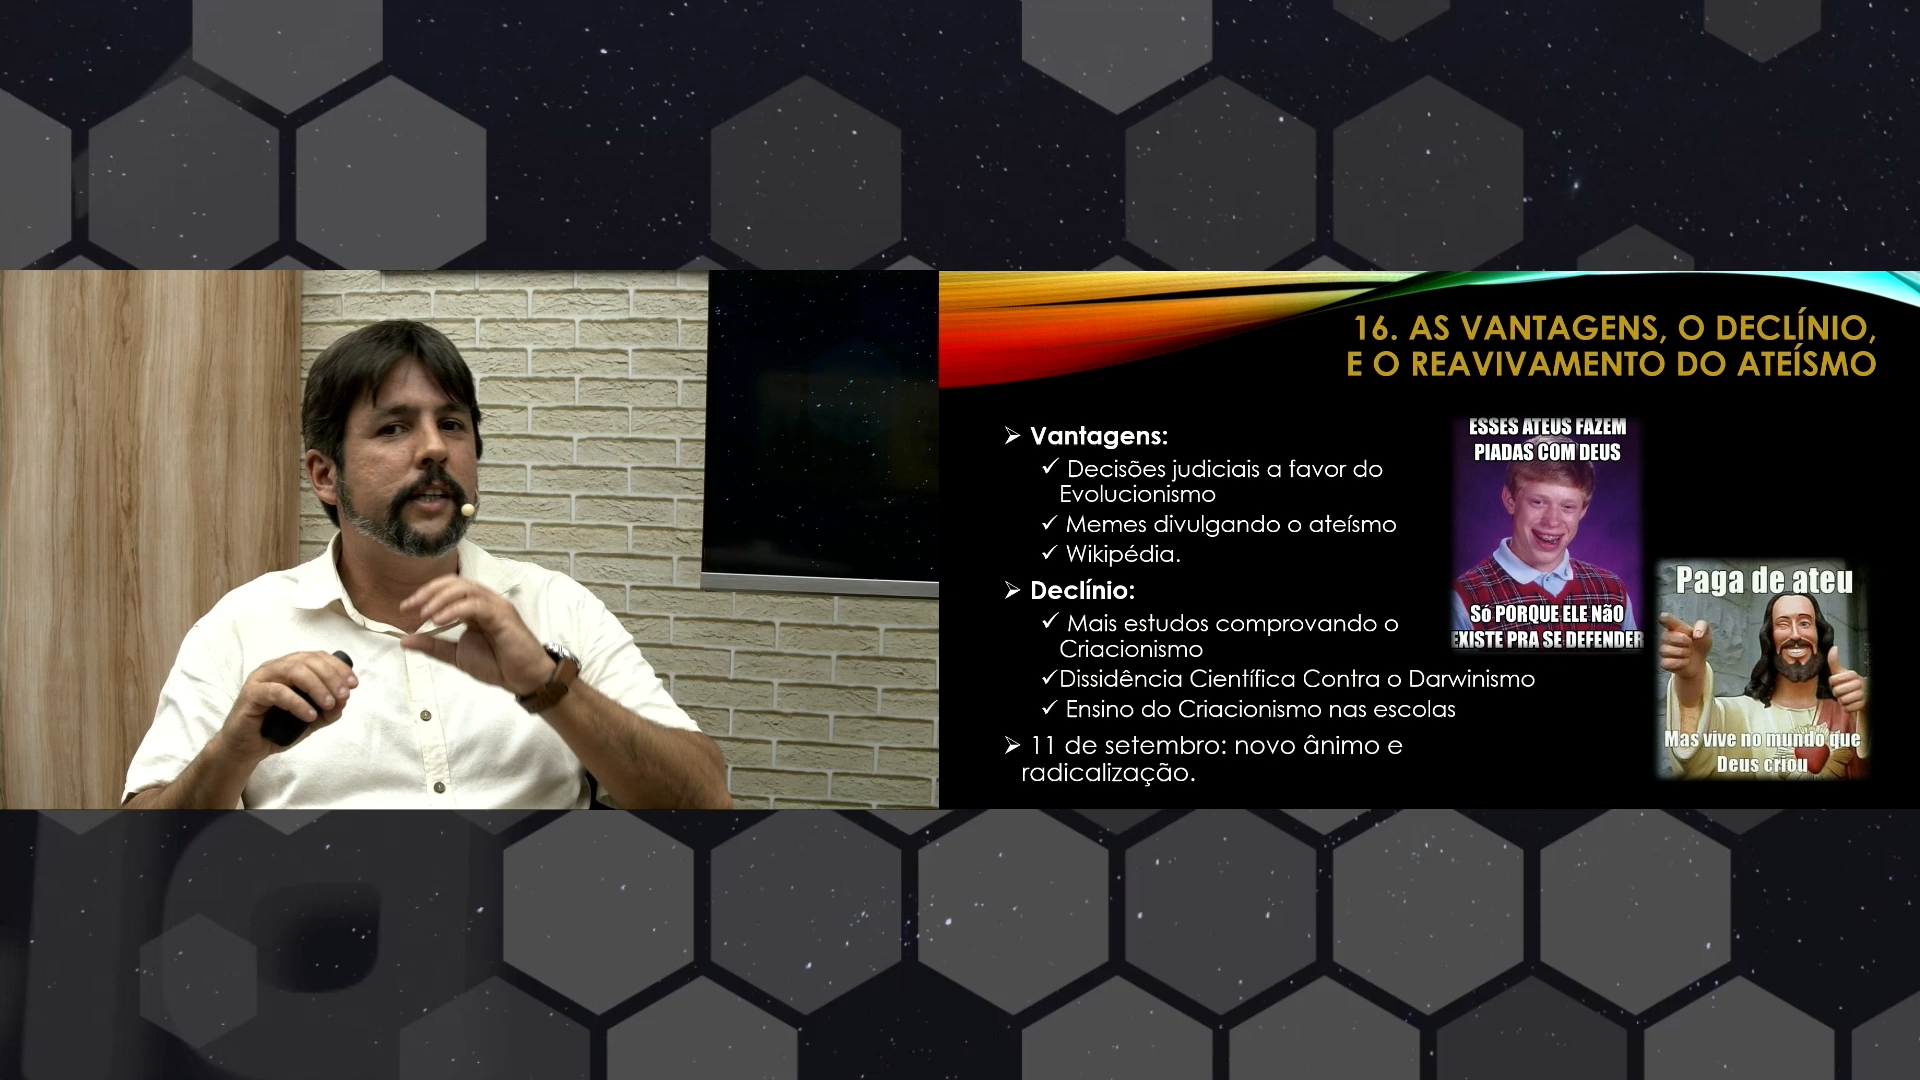 16. AS VANTAGENS, O DECLÍNIO,
E O REAVIVAMENTO DO ATEÍSMO
➢ Vantagens:
✓ Decisões judiciais a favor do
Evolucionismo
✓ Memes divulgando o ateísmo
✓ Wikipédia.
➢ Declínio:
✓ Mais estudos comprovando o
Criacionismo
✓Dissidência Científica Contra o Darwinismo
✓ Ensino do Criacionismo nas escolas
➢ 11 de setembro: novo ânimo e
radicalização.
ESSES ATEUS FAZEM
PIADAS COM DEUS
Só PORQUE ELE NãO
EXISTE PRA SE DEFENDER
Paga de ateu
Mas vive no mundo que
Deus criou